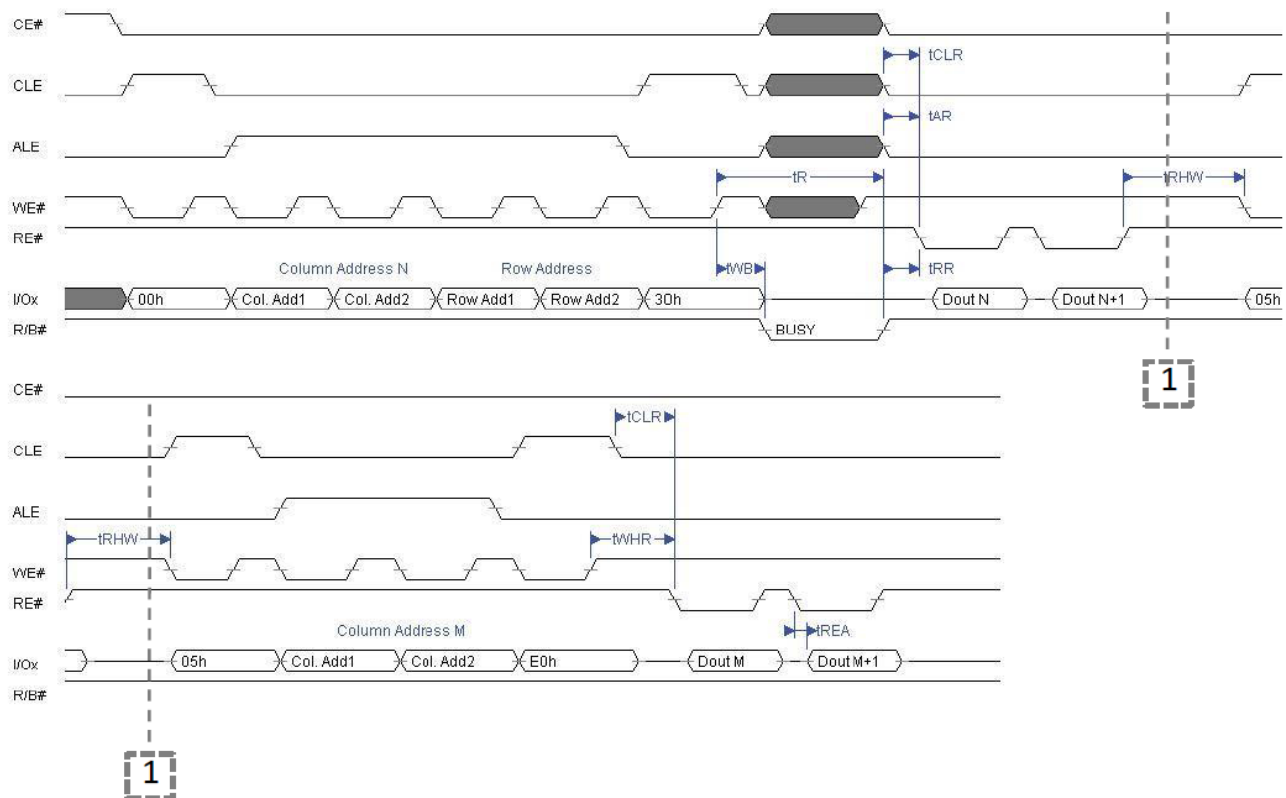 CE#
tCLR
CLE
tAR
ALE
tR
tRHW
WE#
RE#
Column Address N Row Address tWB tRR
I/Ox 00h Col. Add1 Col. Add2 Row Add1 Row Add2 30h Dout N Dout N+1 05h
R/B# BUSY
1
CE#
tCLR
CLE
ALE
tRHW tWHR
WE#
RE#
Column Address M tREA
I/Ox 05h Col. Add1 Col. Add2 E0h Dout M Dout M+1
R/B#
1